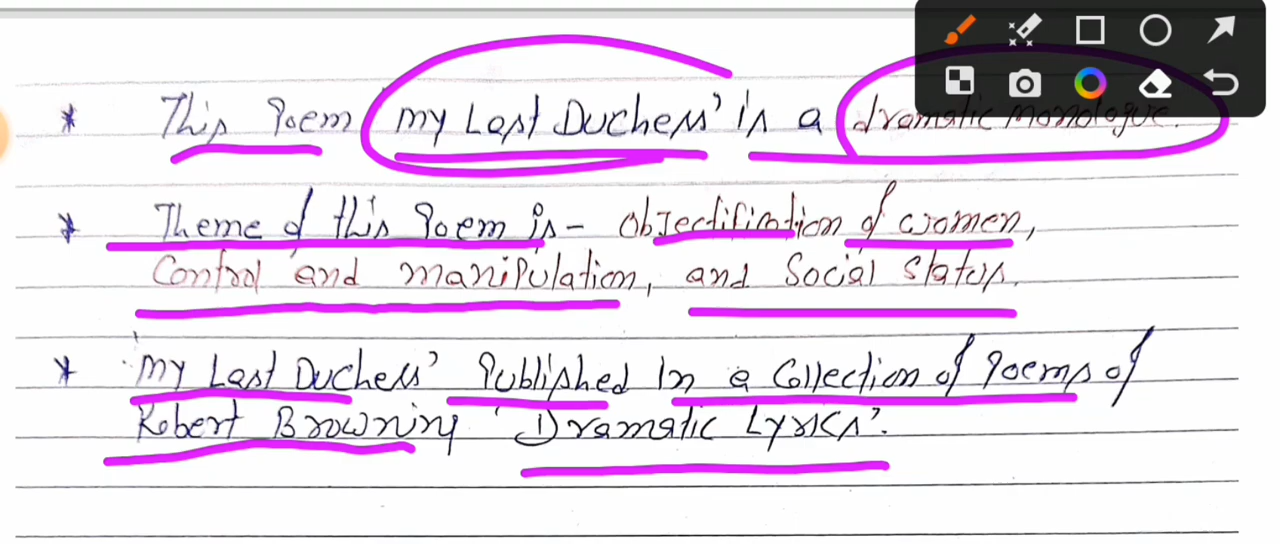 * This Poem 'my Last Duchess' is a dramatic monologue.
* Theme of this Poem is - Objectification of women,
Control and manipulation, and Social Status.
* My Last Duchess' Published In a Collection of Poems of
Robert Browning 'Dramatic Lyrics'.